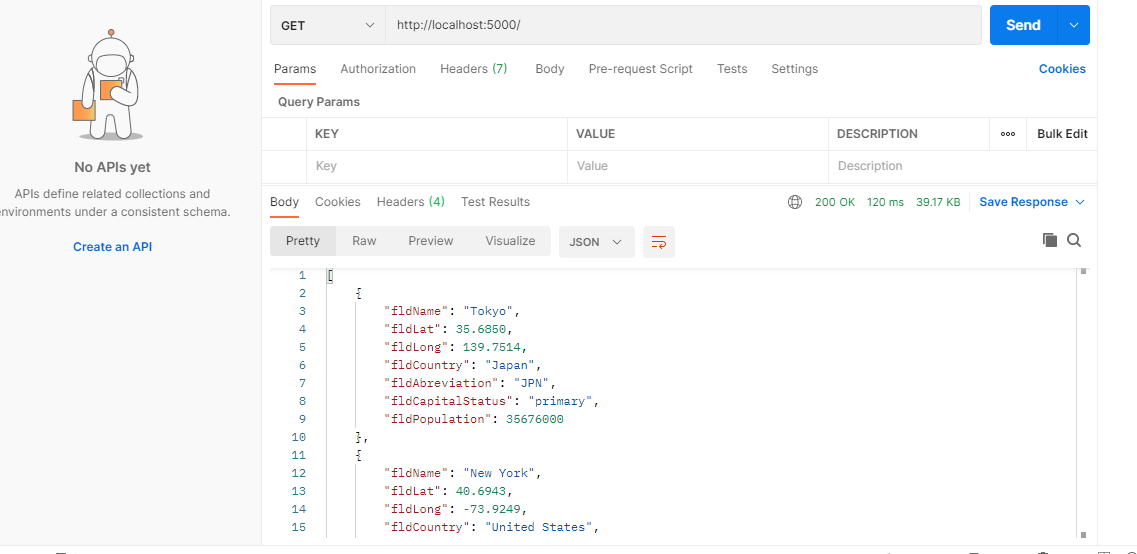 GET http://localhost:5000/ Send
Params Authorization Headers (7) Body Pre-request Script Tests Settings Cookies
Query Params
KEY VALUE DESCRIPTION ooo Bulk Edit
Key Value Description
No APIs yet
APIs define related collections and
environments under a consistent schema.
Create an API
Body Cookies Headers (4) Test Results 200 OK 120 ms 39.17 KB Save Response
Pretty Raw Preview Visualize JSON
1 [
2 {
3 "fldName": "Tokyo",
4 "fldLat": 35.6850,
5 "fldLong": 139.7514,
6 "fldCountry": "Japan",
7 "fldAbreviation": "JPN",
8 "fldCapitalStatus": "primary",
9 "fldPopulation": 35676000
10 },
11 {
12 "fldName": "New York",
13 "fldLat": 40.6943,
14 "fldLong": -73.9249,
15 "fldCountry": "United States",